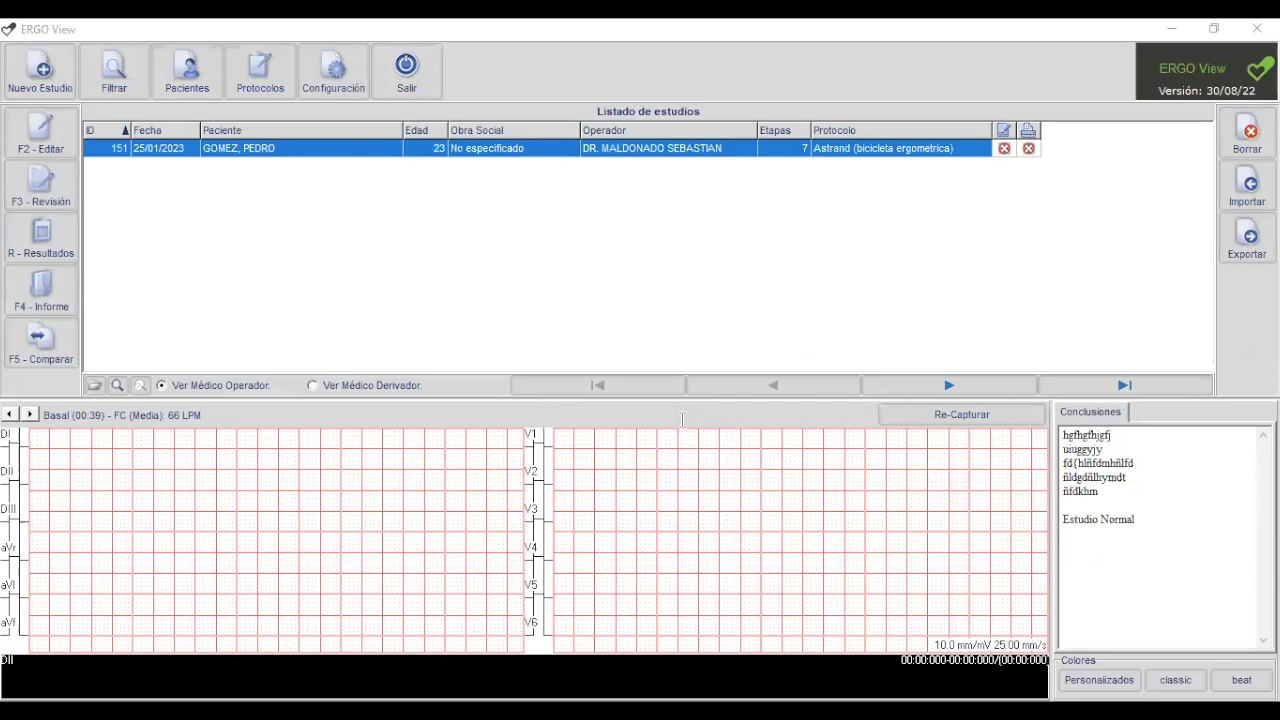 ERGO View
Nuevo Estudio
Filtrar
Pacientes
Protocolos
Configuración
Salir
ERGO View
Versión: 30/08/22
F2 - Editar
F3 - Revisión
R - Resultados
F4 - Informe
F5 - Comparar
Listado de estudios
ID Fecha Paciente Edad Obra Social Operador Etapas Protocolo
151 25/01/2023 GOMEZ, PEDRO 23 No especificado DR. MALDONADO SEBASTIAN 7 Astrand (bicicleta ergometrica)
Borrar
Importar
Exportar
Ver Médico Operador.
Ver Médico Derivador.
Basal (00:39) - FC (Media): 66 LPM
Re-Capturar
DI
DII
DIII
aVr
aVl
aVf
V1
V2
V3
V4
V5
V6
10.0 mm/mV 25.00 mm/s
DII
00:00:000-00:00:000/(00:00:000)
Conclusiones
hgfhgfhjgfj
uiuggyjy
fd{hlñfdmhñlfd
ñldgdñlhymdt
ñfdkhm
Estudio Normal
Colores
Personalizados
classic
beat